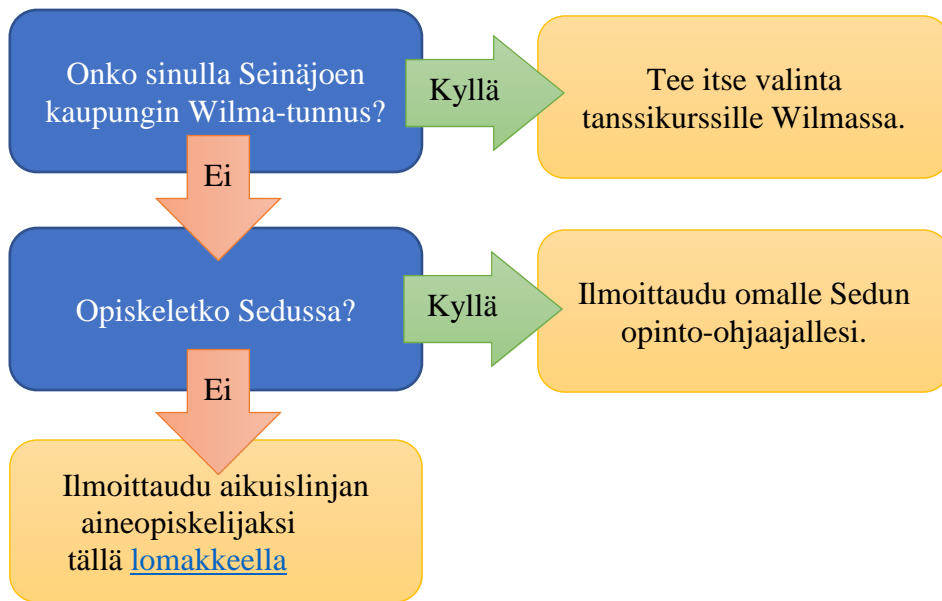 Onko sinulla Seinäjoen
kaupungin Wilma-tunnus?
Kyllä
Tee itse valinta
tanssikurssille Wilmassa.
Ei
Opiskeletko Sedussa?
Kyllä
Ilmoittaudu omalle Sedun
opinto-ohjaajallesi.
Ei
Ilmoittaudu aikuislinjan
aineopiskelijaksi
tällä lomakkeella